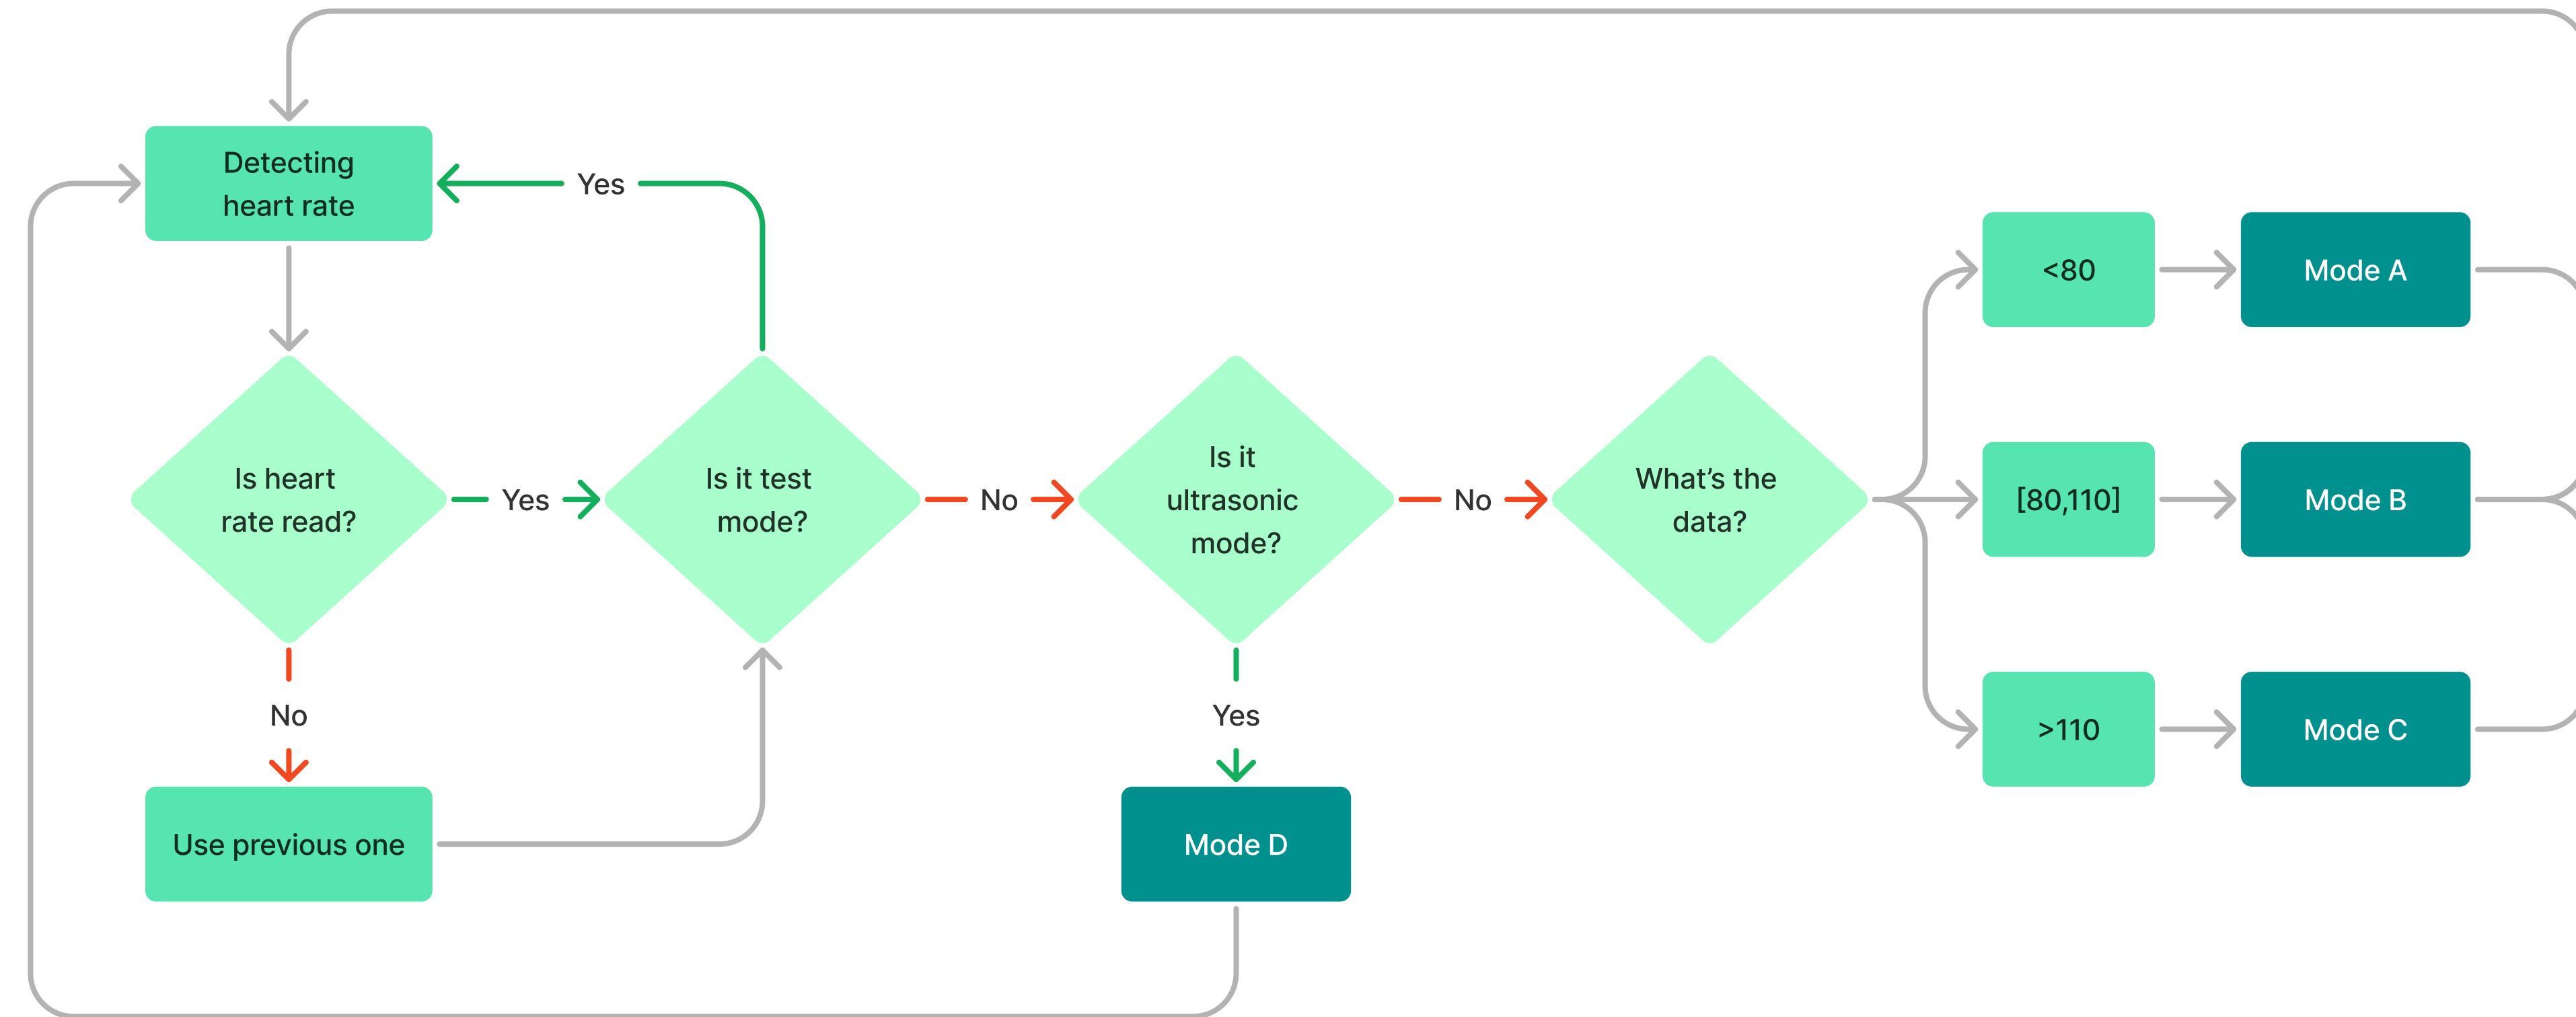 Detecting
heart rate
Yes
<80
Mode A
Is heart
rate read?
Yes
Is it test
mode?
No
Is it
ultrasonic
mode?
No
What’s the
data?
[80,110]
Mode B
No
Yes
>110
Mode C
Use previous one
Mode D